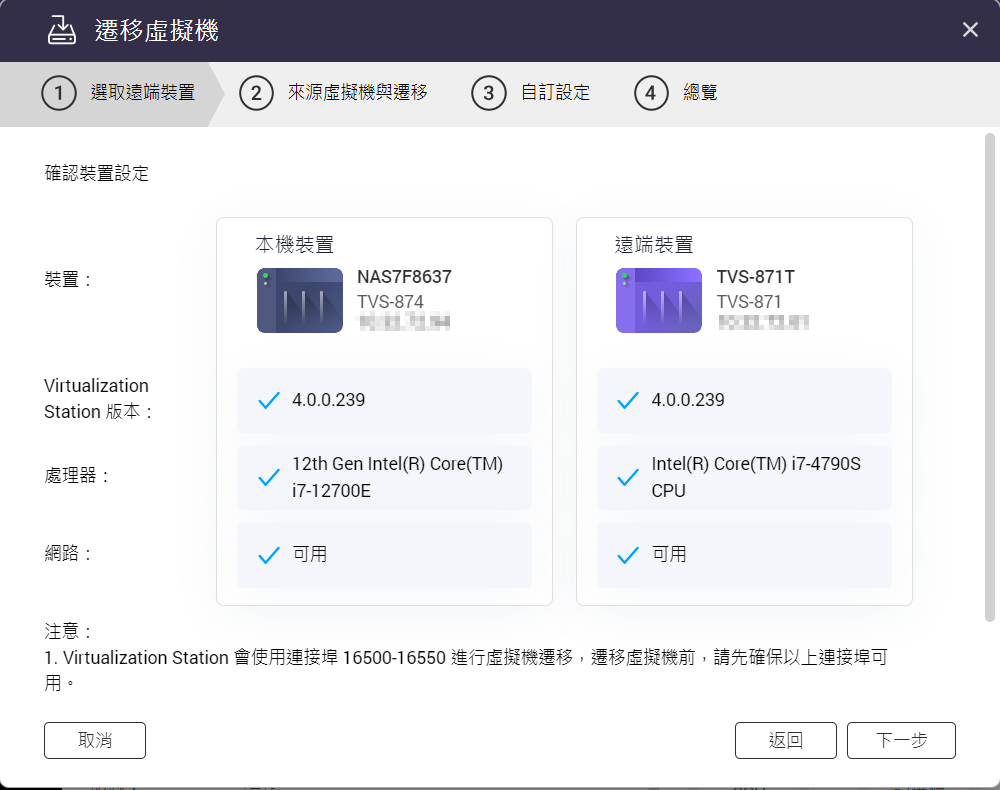 遷移虛擬機
1 選取遠端裝置 2 來源虛擬機與遷移 3 自訂設定 4 總覽
確認裝置設定
裝置：
本機裝置
NAS7F8637
TVS-874
遠端裝置
TVS-871T
TVS-871
Virtualization
Station 版本：
4.0.0.239
4.0.0.239
處理器：
12th Gen Intel(R) Core(TM)
i7-12700E
Intel(R) Core(TM) i7-4790S
CPU
網路：
可用
可用
注意：
1. Virtualization Station 會使用連接埠 16500-16550 進行虛擬機遷移，遷移虛擬機前，請先確保以上連接埠可
用。
取消 返回 下一步